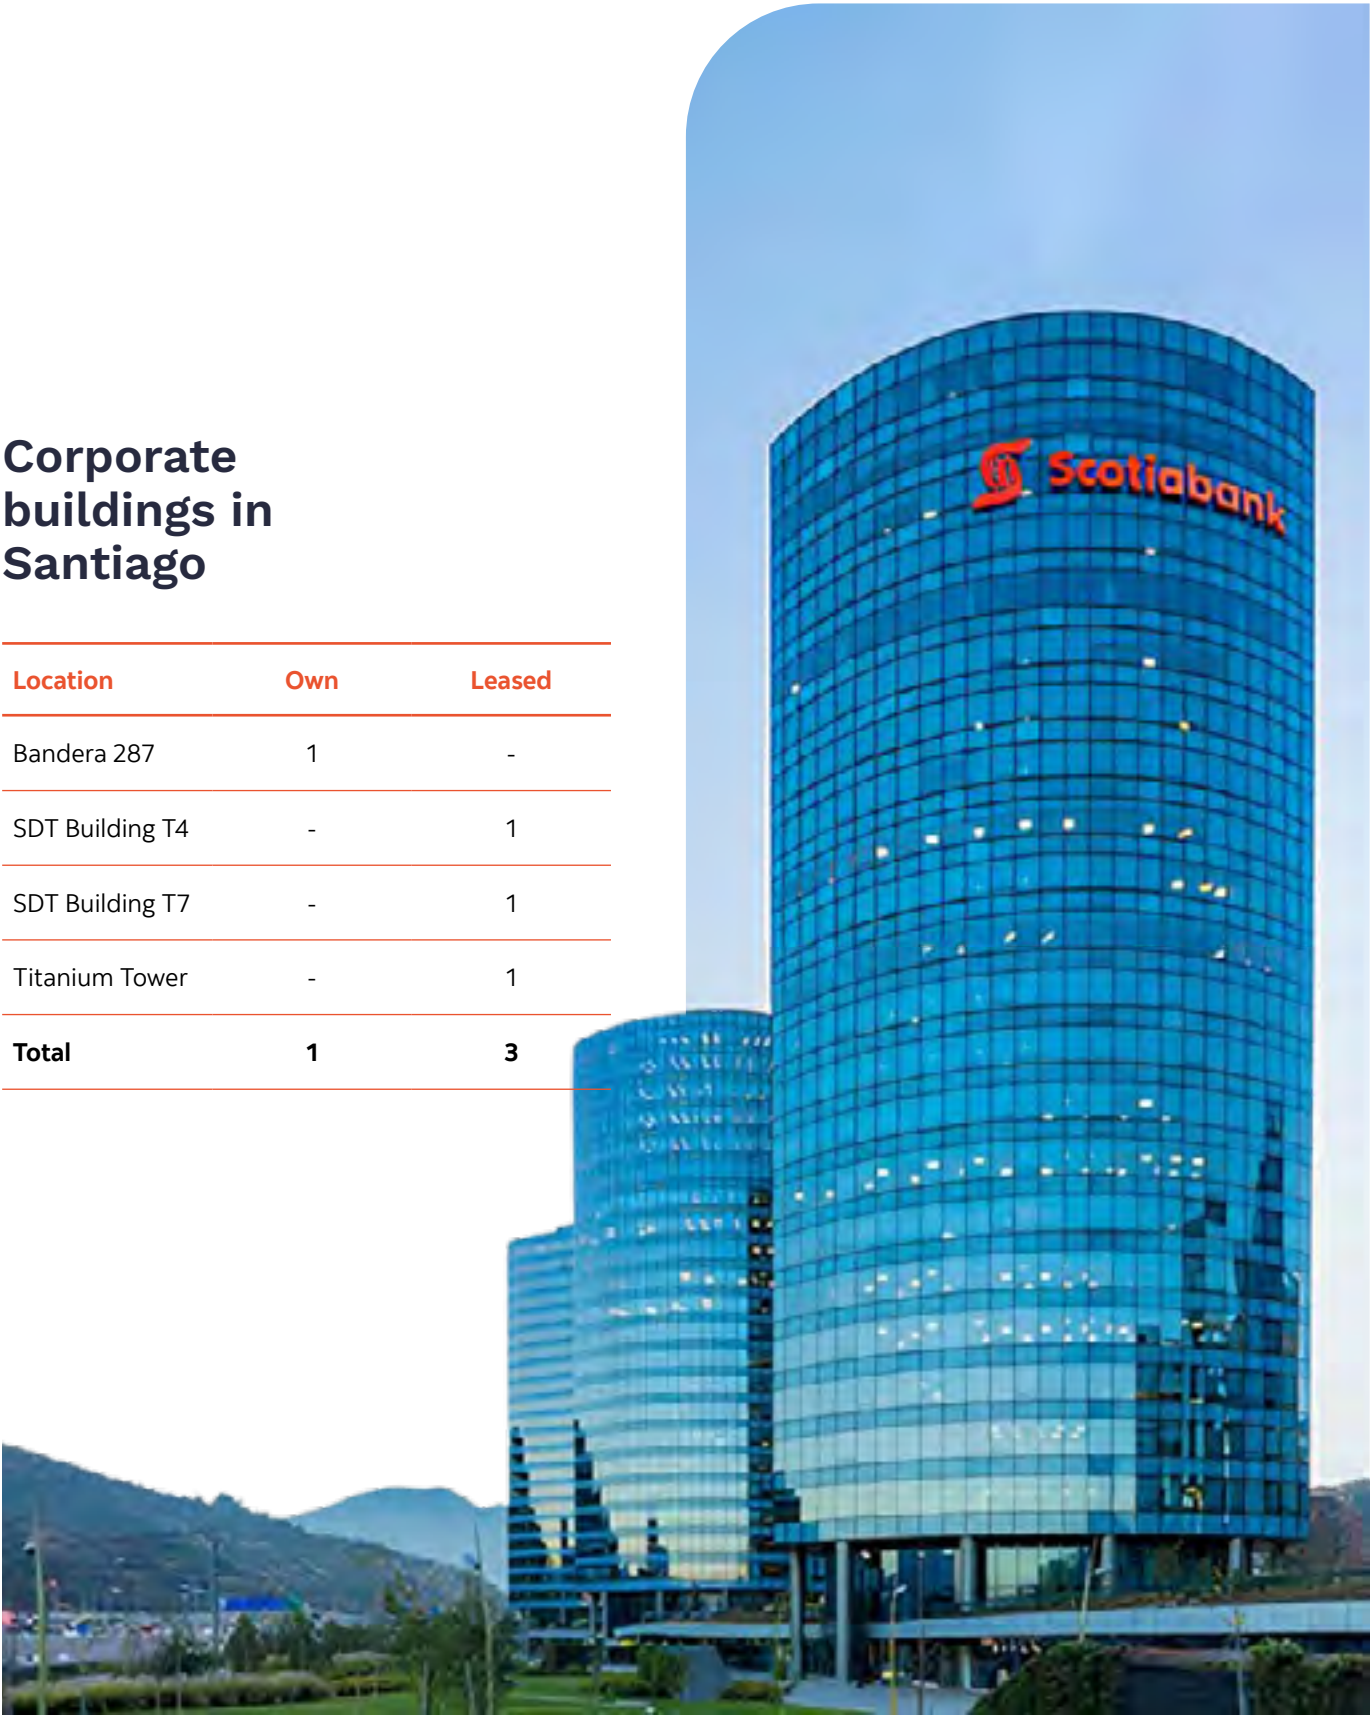 Corporate
buildings in
Santiago
Location Own Leased
Bandera 287 1 -
SDT Building T4 - 1
SDT Building T7 - 1
Titanium Tower - 1
Total 1 3
Scotiabank